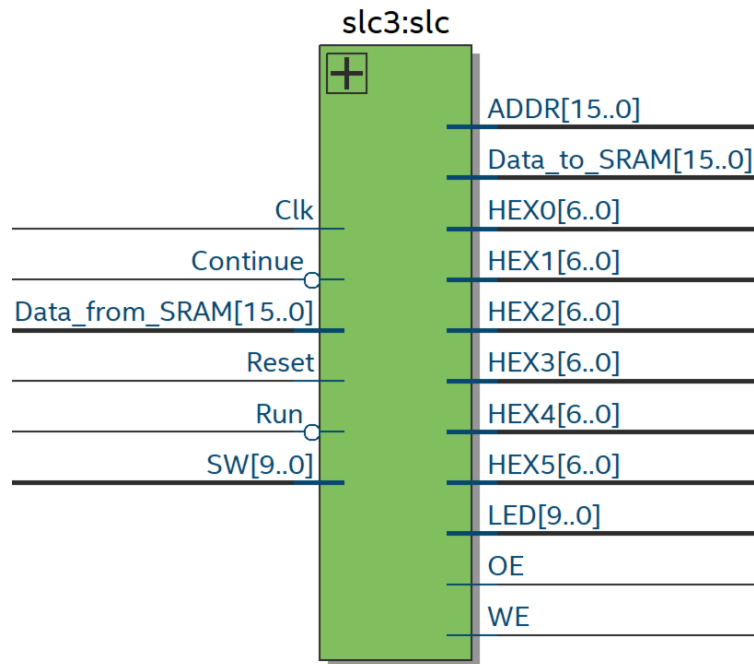 slc3:slc
Clk
Continue
Data_from_SRAM[15..0]
Reset
Run
SW[9..0]
ADDR[15..0]
Data_to_SRAM[15..0]
HEX0[6..0]
HEX1[6..0]
HEX2[6..0]
HEX3[6..0]
HEX4[6..0]
HEX5[6..0]
LED[9..0]
OE
WE